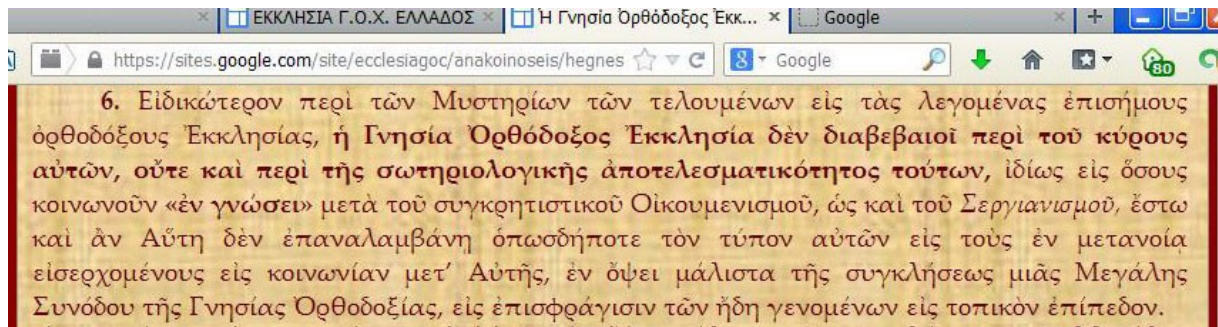 ΕΚΚΛΗΣΙΑ Γ.Ο.Χ. ΕΛΛΑΔΟΣ Ἡ Γνησία Ὀρθόδοξος Ἐκκ... Google
https://sites.google.com/site/ecclesiagoc/anakoinoseis/hegnes Google 80
6. Εἰδικώτερον περὶ τῶν Μυστηρίων τῶν τελουμένων εἰς τὰς λεγομένας ἐπισήμους
ὀρθοδόξους Ἐκκλησίας, ἡ Γνησία Ὀρθόδοξος Ἐκκλησία δὲν διαβεβαιοῖ περὶ τοῦ κύρους
αὐτῶν, οὔτε καὶ περὶ τῆς σωτηριολογικῆς ἀποτελεσματικότητος τούτων, ἰδίως εἰς ὅσους
κοινωνοῦν «ἐν γνώσει» μετὰ τοῦ συγκρητιστικοῦ Οἰκουμενισμοῦ, ὡς καὶ τοῦ Σεργιανισμοῦ, ἔστω
καὶ ἂν Αὕτη δὲν ἐπαναλαμβάνῃ ὁπωσδήποτε τὸν τύπον αὐτῶν εἰς τοὺς ἐν μετανοίᾳ
εἰσερχομένους εἰς κοινωνίαν μετ’ Αὐτῆς, ἐν ὄψει μάλιστα τῆς συγκλήσεως μιᾶς Μεγάλης
Συνόδου τῆς Γνησίας Ὀρθοδοξίας, εἰς ἐπισφράγισιν τῶν ἤδη γενομένων εἰς τοπικὸν ἐπίπεδον.